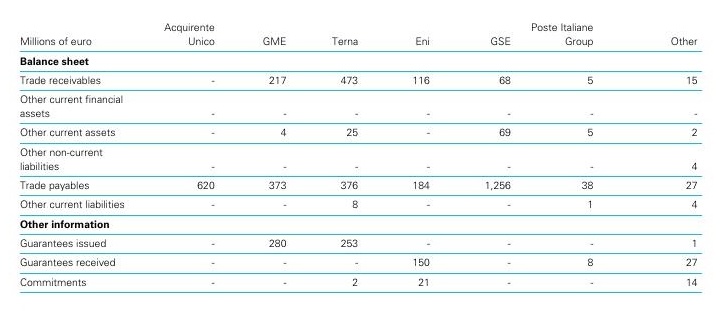 Acquirente Poste Italiane
Millions of euro Unico GME Terna Eni GSE Group Other
Balance sheet
Trade receivables - 217 473 116 68 5 15
Other current financial
assets - - - - - - -
Other current assets - 4 25 - 69 5 2
Other non-current
liabilities - - - - - - 4
Trade payables 620 373 376 184 1,256 38 27
Other current liabilities - - 8 - - 1 4
Other information
Guarantees issued - 280 253 - - - 1
Guarantees received - - - 150 - 8 27
Commitments - - 2 21 - - 14